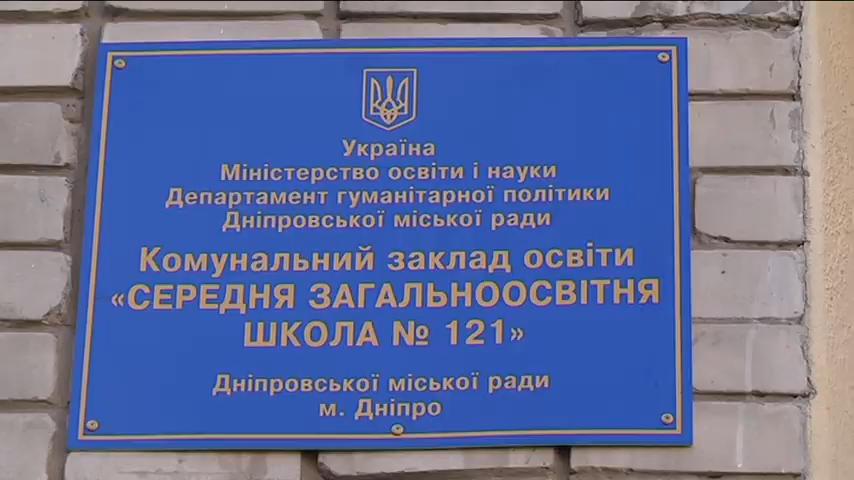 Україна
Міністерство освіти і науки
Департамент гуманітарної політики
Дніпровської міської ради
Комунальний заклад освіти
«СЕРЕДНЯ ЗАГАЛЬНООСВІТНЯ
ШКОЛА № 121»
Дніпровської міської ради
м. Дніпро